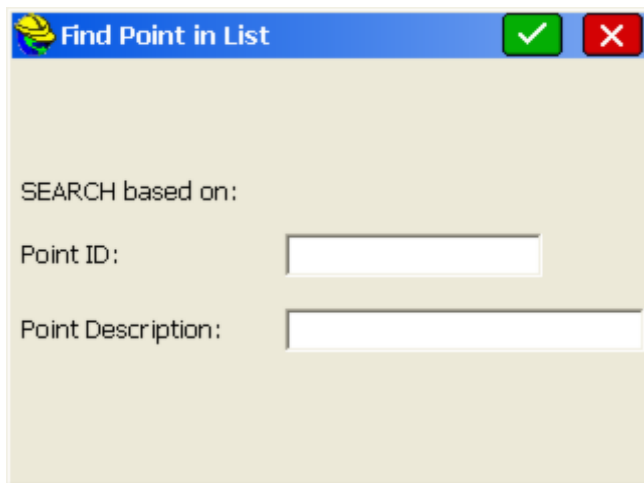 Find Point in List
SEARCH based on:
Point ID:
Point Description: